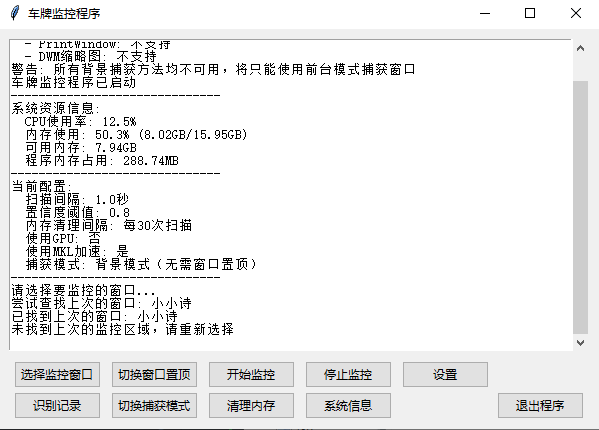 车牌监控程序
- PrintWindow: 不支持
- DWM缩略图: 不支持
警告: 所有背景捕获方法均不可用，将只能使用前台模式捕获窗口
车牌监控程序已启动
------------------------------
系统资源信息:
CPU使用率: 12.5%
内存使用: 50.3% (8.02GB/15.95GB)
可用内存: 7.94GB
程序内存占用: 288.74MB
------------------------------
当前配置:
扫描间隔: 1.0秒
置信度阈值: 0.8
内存清理间隔: 每30次扫描
使用GPU: 否
使用MKL加速: 是
捕获模式: 背景模式（无需窗口置顶）
------------------------------
请选择要监控的窗口...
尝试查找上次的窗口: 小小诗
已找到上次的窗口: 小小诗
未找到上次的监控区域，请重新选择
选择监控窗口 切换窗口置顶 开始监控 停止监控 设置
识别记录 切换捕获模式 清理内存 系统信息 退出程序